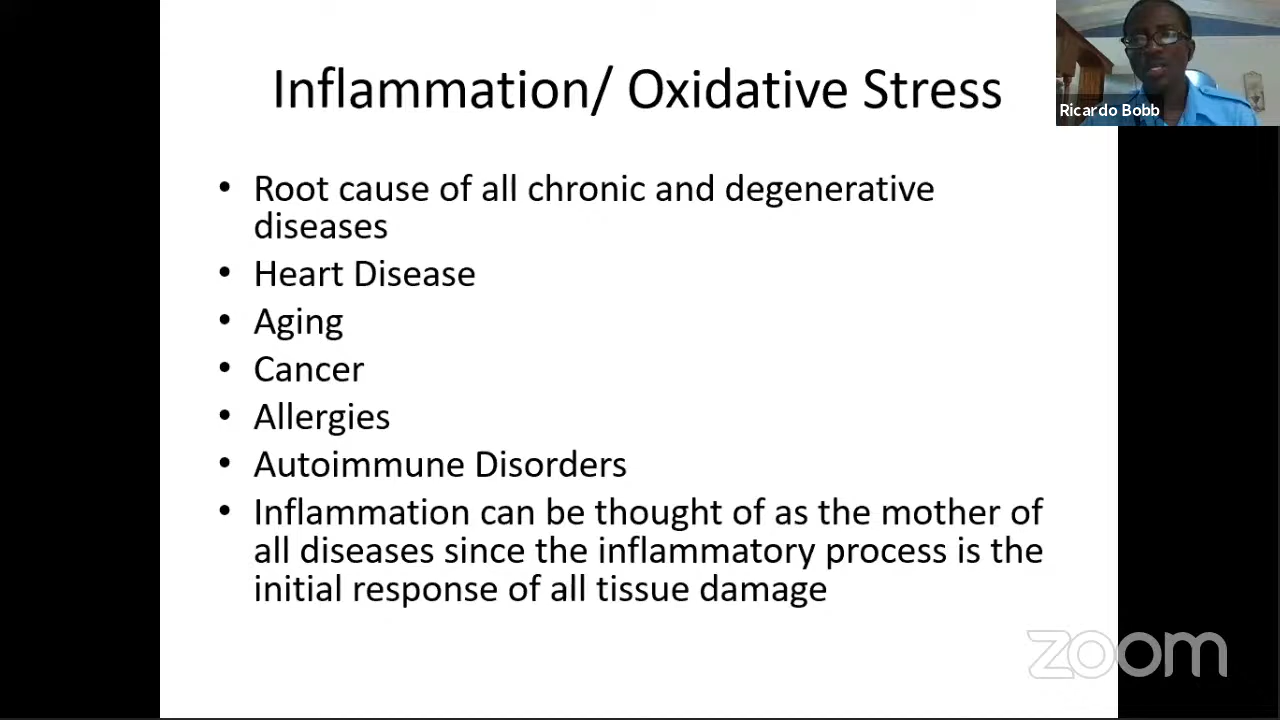 Inflammation/ Oxidative Stress
Ricardo Bobb
• Root cause of all chronic and degenerative
diseases
• Heart Disease
• Aging
• Cancer
• Allergies
• Autoimmune Disorders
• Inflammation can be thought of as the mother of
all diseases since the inflammatory process is the
initial response of all tissue damage
zoom